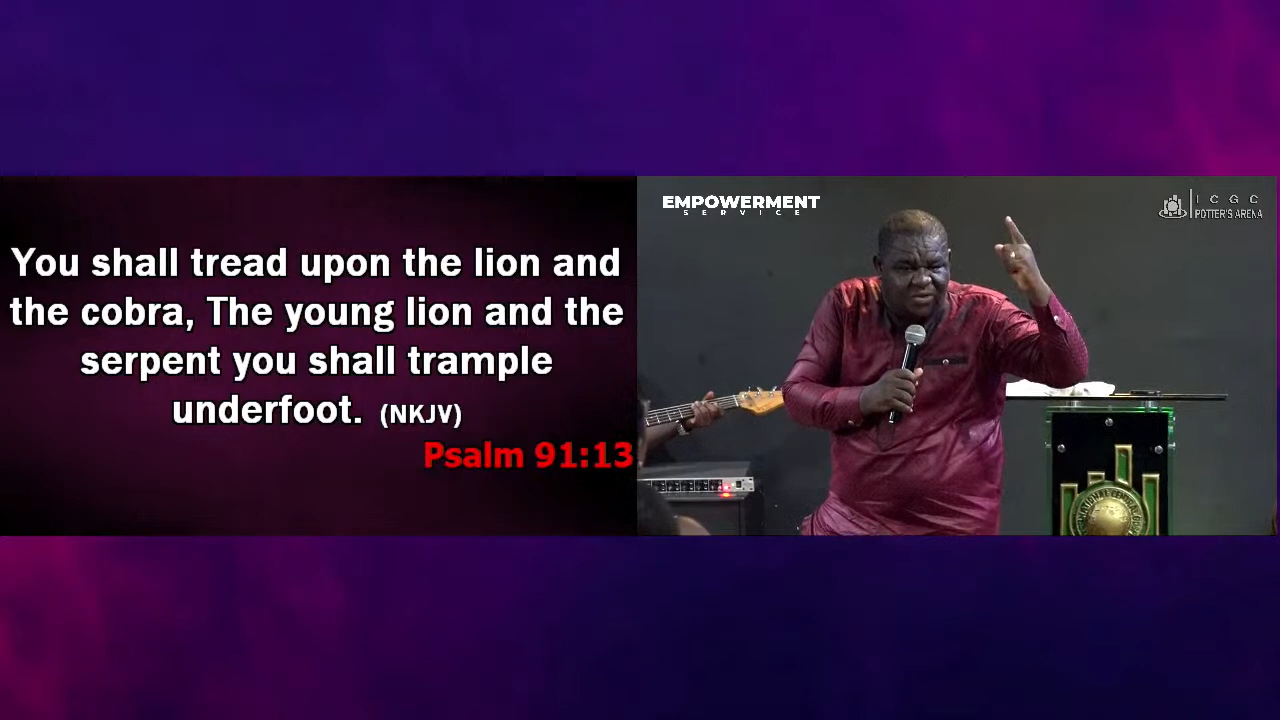 You shall tread upon the lion and
the cobra, The young lion and the
serpent you shall trample
underfoot. (NKJV)
Psalm 91:13
EMPOWERMENT
SERVICE
ICGC
POTTER'S ARENA